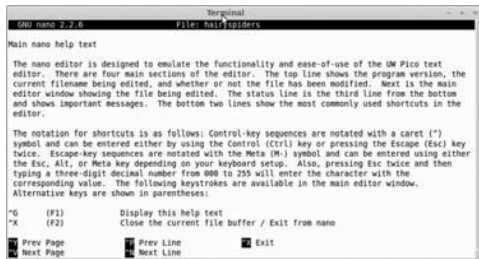 Terminal
GNU nano 2.2.6 File: hairyspiders
Main nano help text
The nano editor is designed to emulate the functionality and ease-of-use of the UW Pico text
editor. There are four main sections of the editor. The top line shows the program version, the
current filename being edited, and whether or not the file has been modified. Next is the main
editor window showing the file being edited. The status line is the third line from the bottom
and shows important messages. The bottom two lines show the most commonly used shortcuts in the
editor.
The notation for shortcuts is as follows: Control-key sequences are notated with a caret (^)
symbol and can be entered either by using the Control (Ctrl) key or pressing the Escape (Esc) key
twice. Escape-key sequences are notated with the Meta (M-) symbol and can be entered using either
the Esc, Alt, or Meta key depending on your keyboard setup. Also, pressing Esc twice and then
typing a three-digit decimal number from 000 to 255 will enter the character with the
corresponding value. The following keystrokes are available in the main editor window.
Alternative keys are shown in parentheses:
^G (F1) Display this help text
^X (F2) Close the current file buffer / Exit from nano
^Y Prev Page ^P Prev Line ^X Exit
^V Next Page ^N Next Line